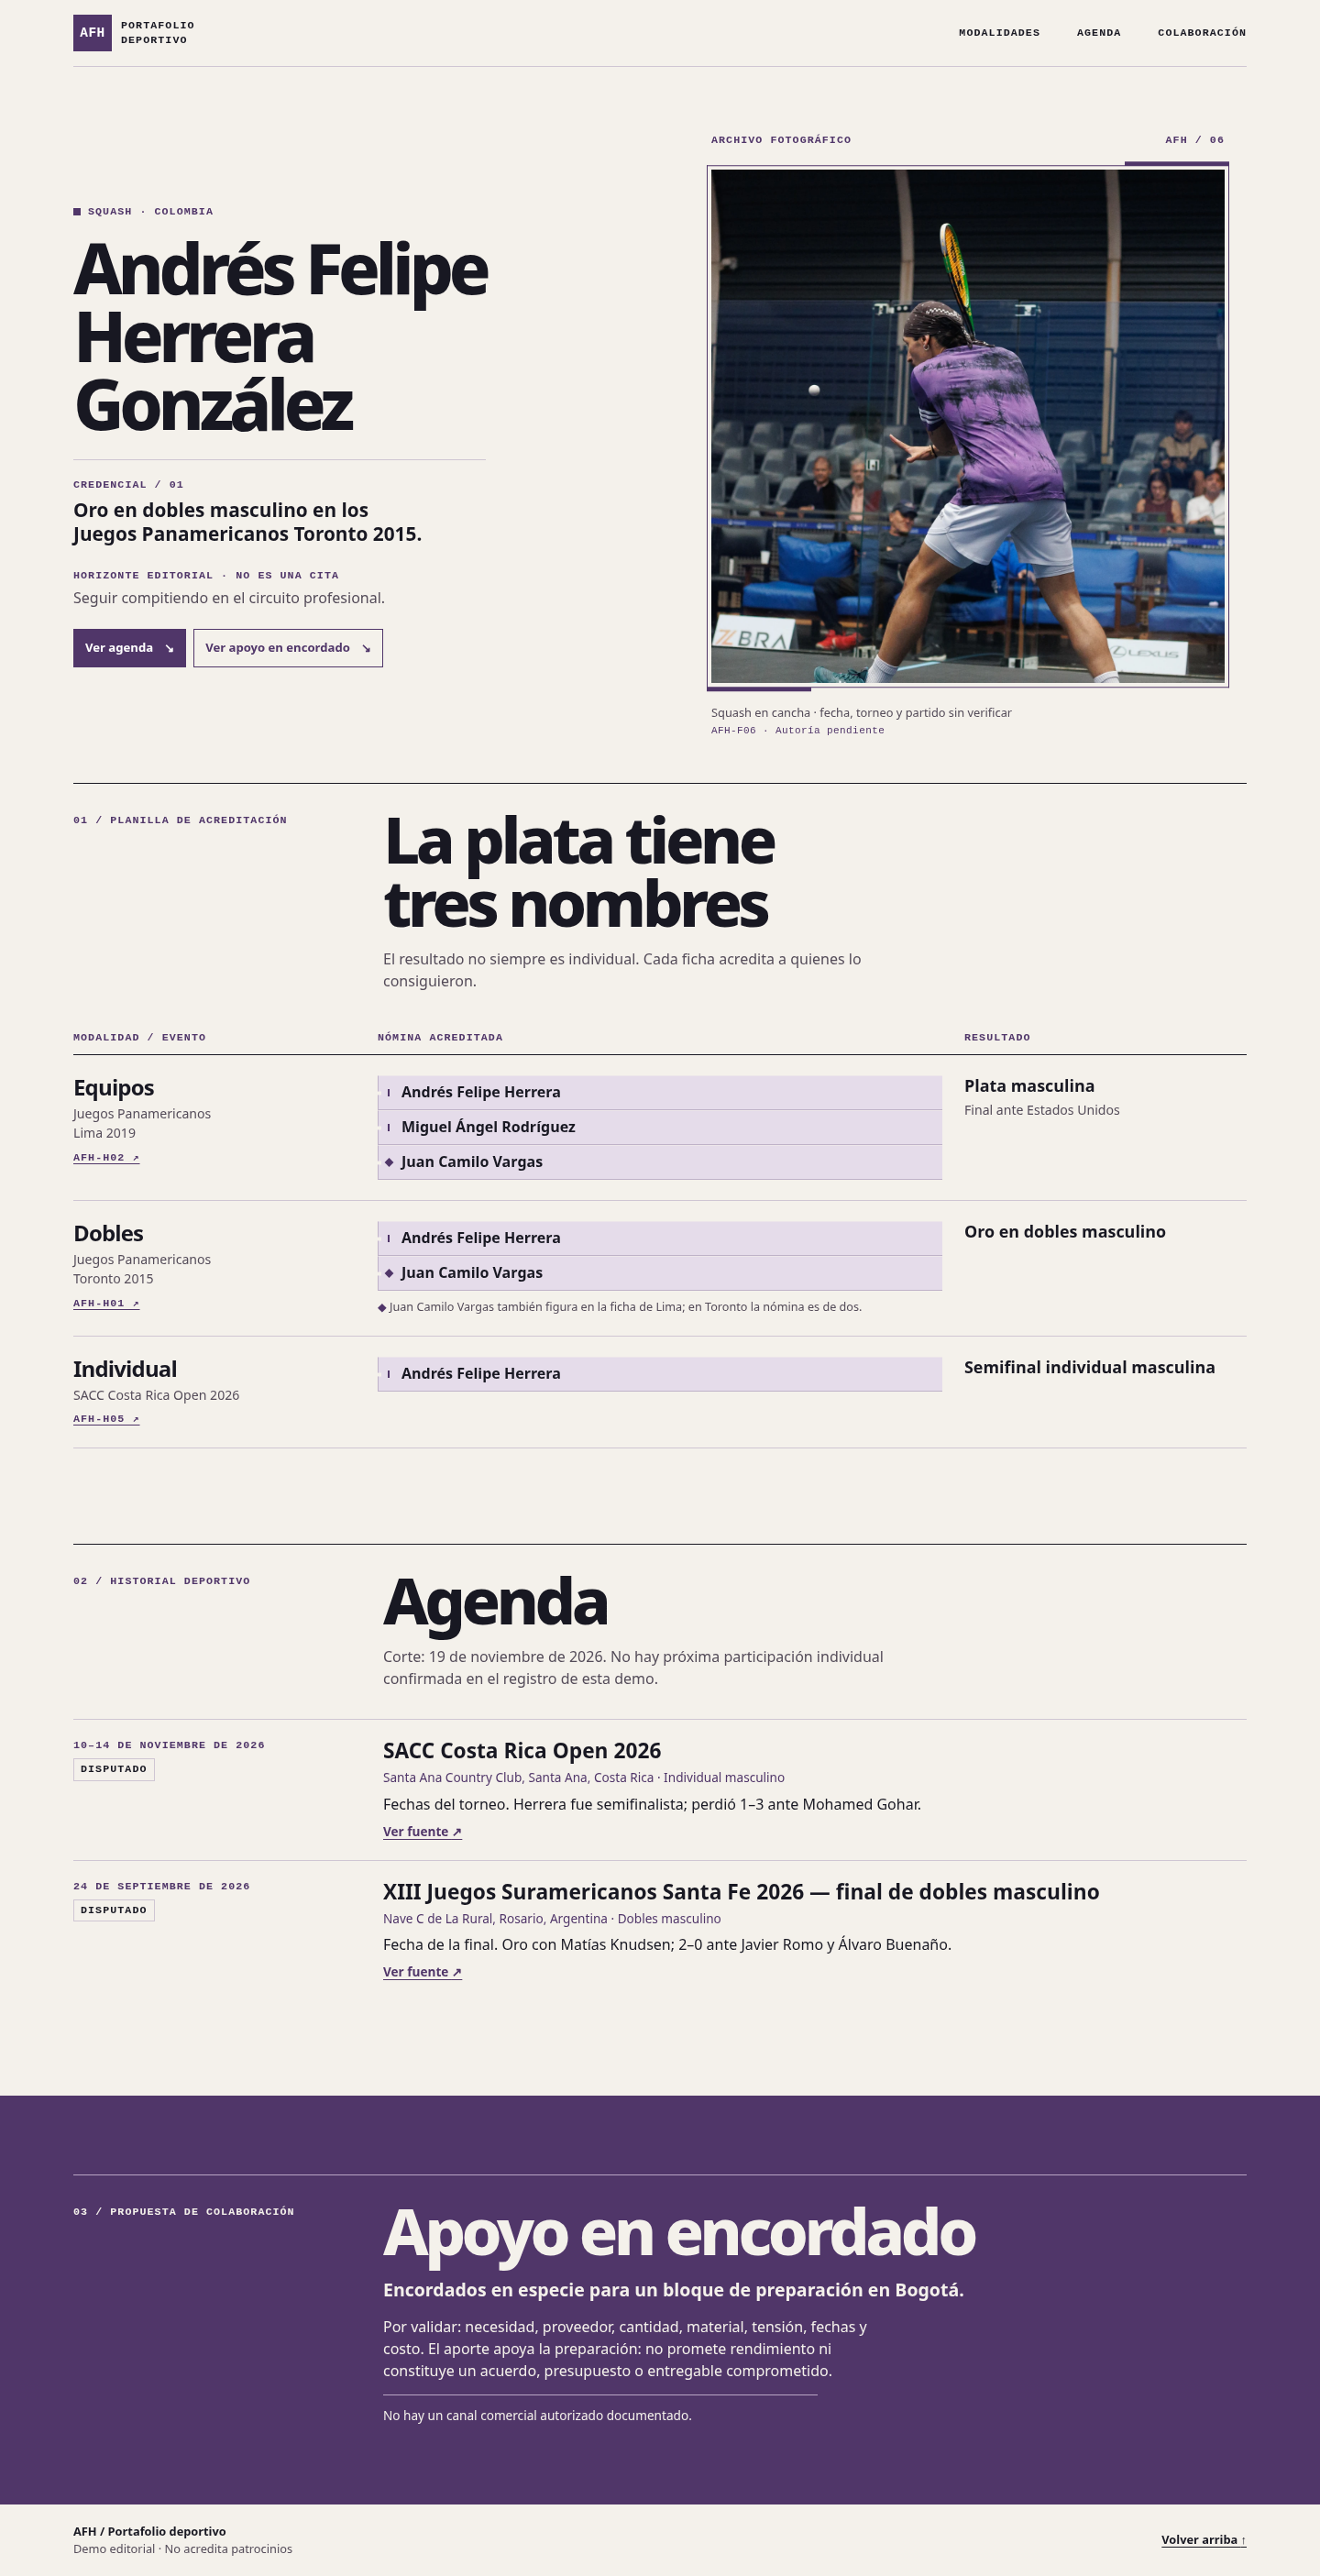 AFH
PORTAFOLIO
DEPORTIVO
MODALIDADES
AGENDA
COLABORACIÓN
ARCHIVO FOTOGRÁFICO
AFH / 06
SQUASH · COLOMBIA
Andrés Felipe
Herrera
González
CREDENCIAL / 01
Oro en dobles masculino en los
Juegos Panamericanos Toronto 2015.
HORIZONTE EDITORIAL · NO ES UNA CITA
Seguir compitiendo en el circuito profesional.
Ver agenda ↘
Ver apoyo en encordado ↘
ZBRA
LEXUS
Squash en cancha · fecha, torneo y partido sin verificar
AFH-F06 · Autoría pendiente
01 / PLANILLA DE ACREDITACIÓN
La plata tiene
tres nombres
El resultado no siempre es individual. Cada ficha acredita a quienes lo
consiguieron.
MODALIDAD / EVENTO
NÓMINA ACREDITADA
RESULTADO
Equipos
Juegos Panamericanos
Lima 2019
AFH-H02 ↗
Andrés Felipe Herrera
Miguel Ángel Rodríguez
◆ Juan Camilo Vargas
Plata masculina
Final ante Estados Unidos
Dobles
Juegos Panamericanos
Toronto 2015
AFH-H01 ↗
Andrés Felipe Herrera
◆ Juan Camilo Vargas
◆ Juan Camilo Vargas también figura en la ficha de Lima; en Toronto la nómina es de dos.
Oro en dobles masculino
Individual
SACC Costa Rica Open 2026
AFH-H05 ↗
Andrés Felipe Herrera
Semifinal individual masculina
02 / HISTORIAL DEPORTIVO
Agenda
Corte: 19 de noviembre de 2026. No hay próxima participación individual
confirmada en el registro de esta demo.
10–14 DE NOVIEMBRE DE 2026
DISPUTADO
SACC Costa Rica Open 2026
Santa Ana Country Club, Santa Ana, Costa Rica · Individual masculino
Fechas del torneo. Herrera fue semifinalista; perdió 1–3 ante Mohamed Gohar.
Ver fuente ↗
24 DE SEPTIEMBRE DE 2026
DISPUTADO
XIII Juegos Suramericanos Santa Fe 2026 — final de dobles masculino
Nave C de La Rural, Rosario, Argentina · Dobles masculino
Fecha de la final. Oro con Matías Knudsen; 2–0 ante Javier Romo y Álvaro Buenaño.
Ver fuente ↗
03 / PROPUESTA DE COLABORACIÓN
Apoyo en encordado
Encordados en especie para un bloque de preparación en Bogotá.
Por validar: necesidad, proveedor, cantidad, material, tensión, fechas y
costo. El aporte apoya la preparación: no promete rendimiento ni
constituye un acuerdo, presupuesto o entregable comprometido.
No hay un canal comercial autorizado documentado.
AFH / Portafolio deportivo
Demo editorial · No acredita patrocinios
Volver arriba ↑